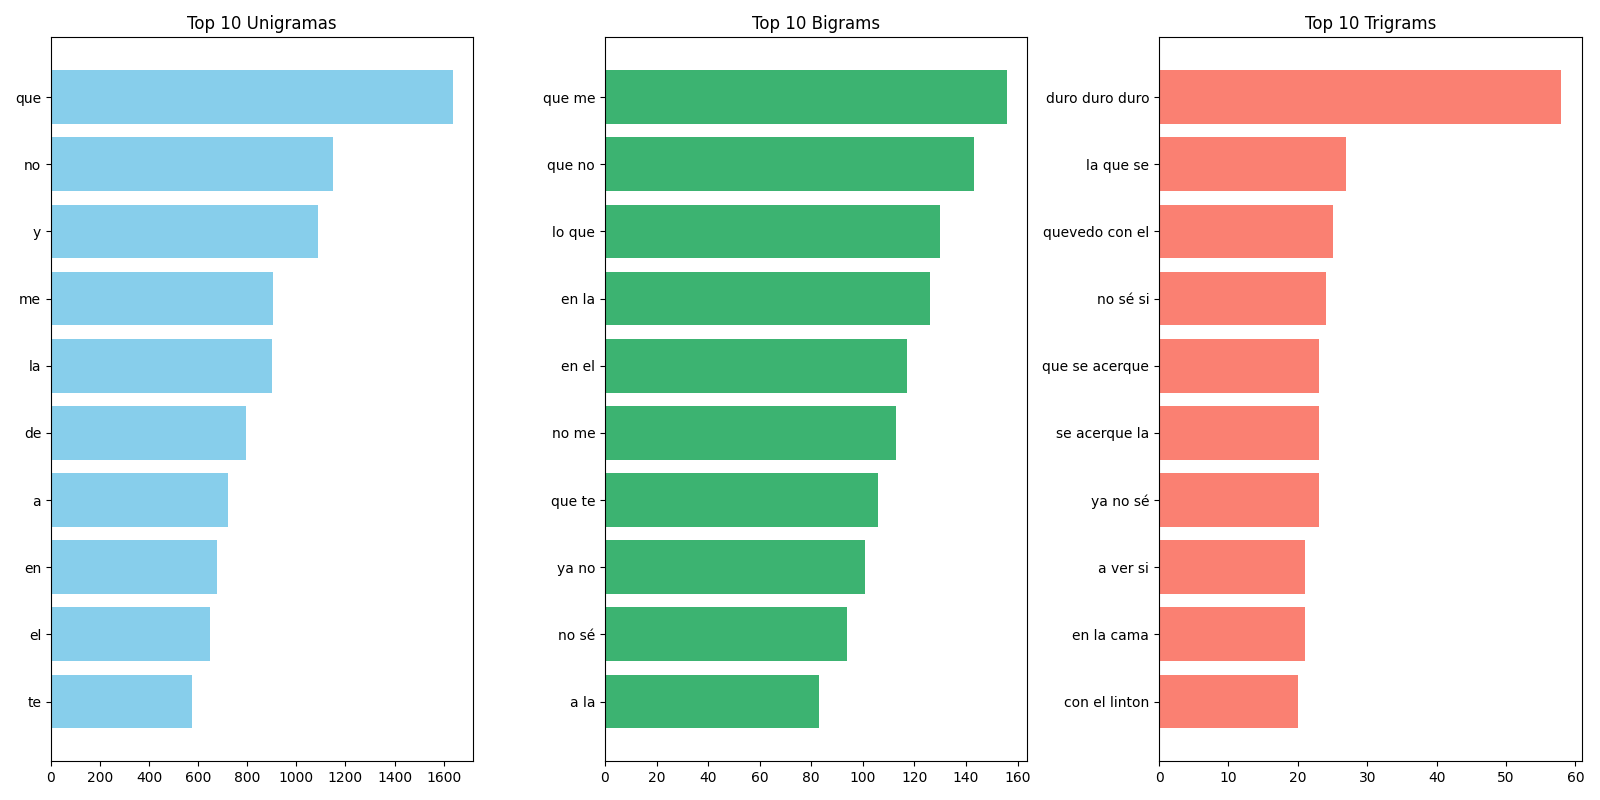 Top 10 Unigramas
que
no
y
me
la
de
a
en
el
te
0 200 400 600 800 1000 1200 1400 1600
Top 10 Bigrams
que me
que no
lo que
en la
en el
no me
que te
ya no
no sé
a la
0 20 40 60 80 100 120 140 160
Top 10 Trigrams
duro duro duro
la que se
quevedo con el
no sé si
que se acerque
se acerque la
ya no sé
a ver si
en la cama
con el linton
0 10 20 30 40 50 60